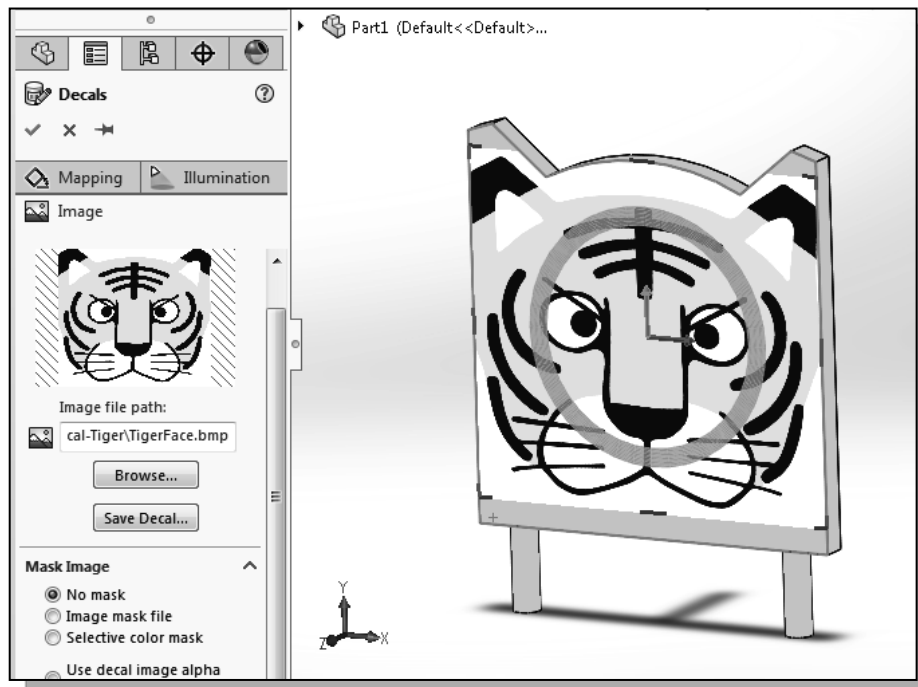 Part1 (Default<<Default>...
Decals
Mapping
Illumination
Image
Image file path:
cal-Tiger\TigerFace.bmp
Browse...
Save Decal...
Mask Image
No mask
Image mask file
Selective color mask
Use decal image alpha
Y
Z
X